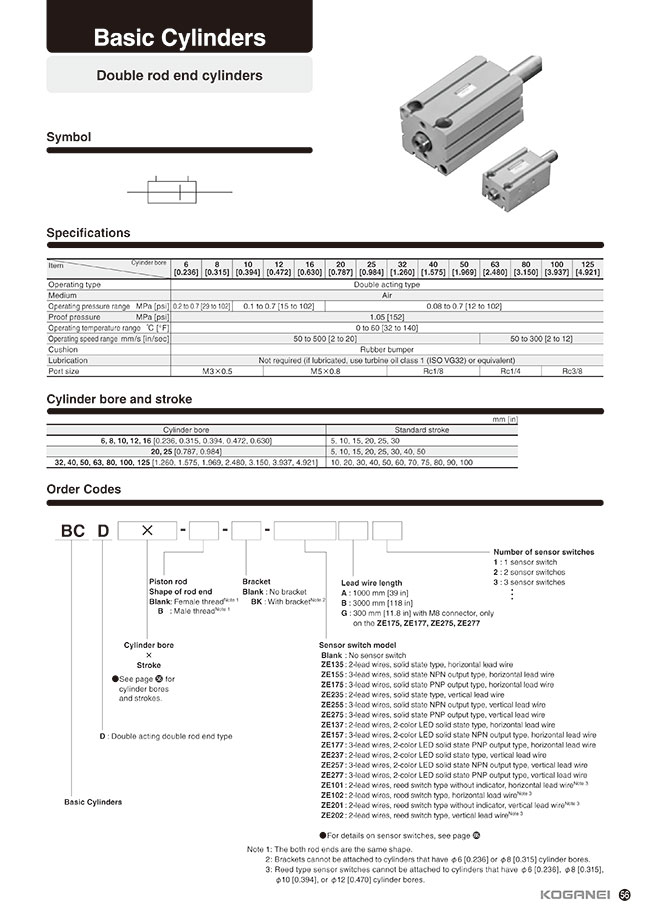 Basic Cylinders
Double rod end cylinders
Symbol
Specifications
Item Cylinder bore 6 [0.236] 8 [0.315] 10 [0.394] 12 [0.472] 16 [0.630] 20 [0.787] 25 [0.984] 32 [1.260] 40 [1.575] 50 [1.969] 63 [2.480] 80 [3.150] 100 [3.937] 125 [4.921]
Operating type Double acting type
Medium Air
Operating pressure range MPa [psi] 0.2 to 0.7 [29 to 102] 0.1 to 0.7 [15 to 102] 0.08 to 0.7 [12 to 102]
Proof pressure MPa [psi] 1.05 [152]
Operating temperature range °C [°F] 0 to 60 [32 to 140]
Operating speed range mm/s [in/sec] 50 to 500 [2 to 20] 50 to 300 [2 to 12]
Cushion Rubber bumper
Lubrication Not required (if lubricated, use turbine oil class 1 (ISO VG32) or equivalent)
Port size M3×0.5 M5×0.8 Rc1/8 Rc1/4 Rc3/8
Cylinder bore and stroke
mm [in]
Cylinder bore Standard stroke
6, 8, 10, 12, 16 [0.236, 0.315, 0.394, 0.472, 0.630] 5, 10, 15, 20, 25, 30
20, 25 [0.787, 0.984] 5, 10, 15, 20, 25, 30, 40, 50
32, 40, 50, 63, 80, 100, 125 [1.260, 1.575, 1.969, 2.480, 3.150, 3.937, 4.921] 10, 20, 30, 40, 50, 60, 70, 75, 80, 90, 100
Order Codes
BC D × - - -
Number of sensor switches
1 : 1 sensor switch
2 : 2 sensor switches
3 : 3 sensor switches
⋮
Piston rod
Shape of rod end
Blank: Female thread Note 1
B : Male thread Note 1
Bracket
Blank : No bracket
BK : With bracket Note 2
Lead wire length
A : 1000 mm [39 in]
B : 3000 mm [118 in]
G : 300 mm [11.8 in] with M8 connector, only
on the ZE175, ZE177, ZE275, ZE277
Cylinder bore
×
Stroke
●See page 56 for
cylinder bores
and strokes.
D : Double acting double rod end type
Basic Cylinders
Sensor switch model
Blank : No sensor switch
ZE135 : 2-lead wires, solid state type, horizontal lead wire
ZE155 : 3-lead wires, solid state NPN output type, horizontal lead wire
ZE175 : 3-lead wires, solid state PNP output type, horizontal lead wire
ZE235 : 2-lead wires, solid state type, vertical lead wire
ZE255 : 3-lead wires, solid state NPN output type, vertical lead wire
ZE275 : 3-lead wires, solid state PNP output type, vertical lead wire
ZE137 : 2-lead wires, 2-color LED solid state type, horizontal lead wire
ZE157 : 3-lead wires, 2-color LED solid state NPN output type, horizontal lead wire
ZE177 : 3-lead wires, 2-color LED solid state PNP output type, horizontal lead wire
ZE237 : 2-lead wires, 2-color LED solid state type, vertical lead wire
ZE257 : 3-lead wires, 2-color LED solid state NPN output type, vertical lead wire
ZE277 : 3-lead wires, 2-color LED solid state PNP output type, vertical lead wire
ZE101 : 2-lead wires, reed switch type without indicator, horizontal lead wire Note 3
ZE102 : 2-lead wires, reed switch type, horizontal lead wire Note 3
ZE201 : 2-lead wires, reed switch type without indicator, vertical lead wire Note 3
ZE202 : 2-lead wires, reed switch type, vertical lead wire Note 3
●For details on sensor switches, see page
Note 1: The both rod ends are the same shape.
2: Brackets cannot be attached to cylinders that have φ6 [0.236] or φ8 [0.315] cylinder bores.
3: Reed type sensor switches cannot be attached to cylinders that have φ6 [0.236], φ8 [0.315],
φ10 [0.394], or φ12 [0.470] cylinder bores.
KOGANEI 56